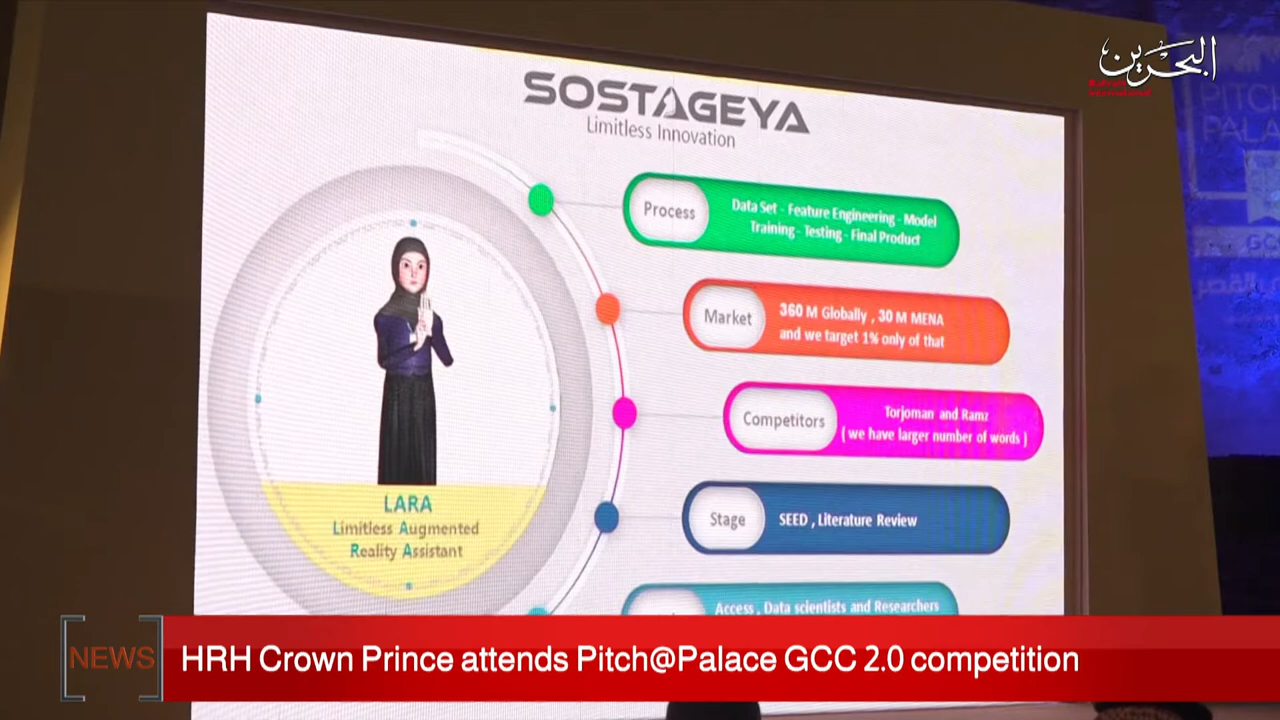 البحرين
SOSTAGEYA
Limitless Innovation
Process
Data Set - Feature Engineering - Model
Training - Testing - Final Product
Market
360 M Globally , 30 M MENA
and we target 1% only of that
Competitors
Torjoman and Ramz
( we have larger number of words )
Stage
SEED , Literature Review
Access , Data scientists and Researchers
LARA
Limitless Augmented
Reality Assistant
NEWS
HRH Crown Prince attends Pitch@Palace GCC 2.0 competition